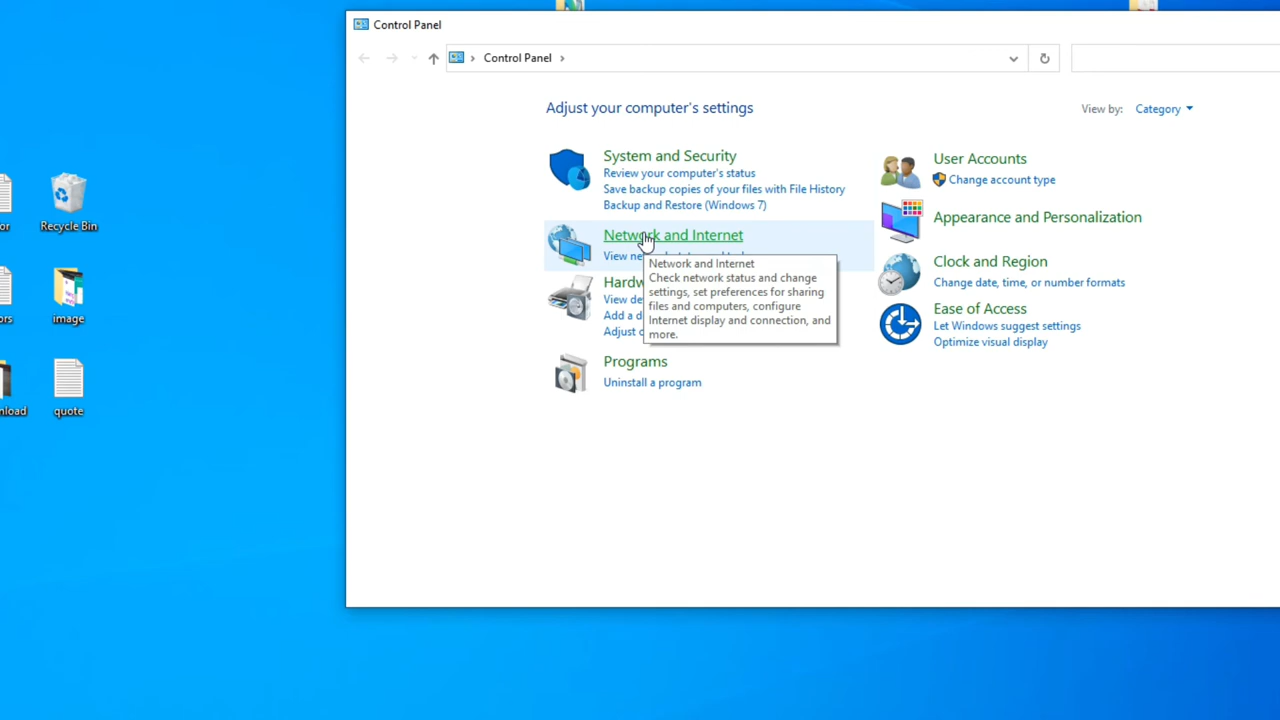 Control Panel
Control Panel
Adjust your computer's settings
View by: Category
System and Security
Review your computer's status
Save backup copies of your files with File History
Backup and Restore (Windows 7)
Network and Internet
View
Network and Internet
Check network status and change
settings, set preferences for sharing
files and computers, configure
Internet display and connection, and
more.
Add a
Adjust
Programs
Uninstall a program
User Accounts
Change account type
Appearance and Personalization
Clock and Region
Change date, time, or number formats
Ease of Access
Let Windows suggest settings
Optimize visual display
Recycle Bin
image
quote